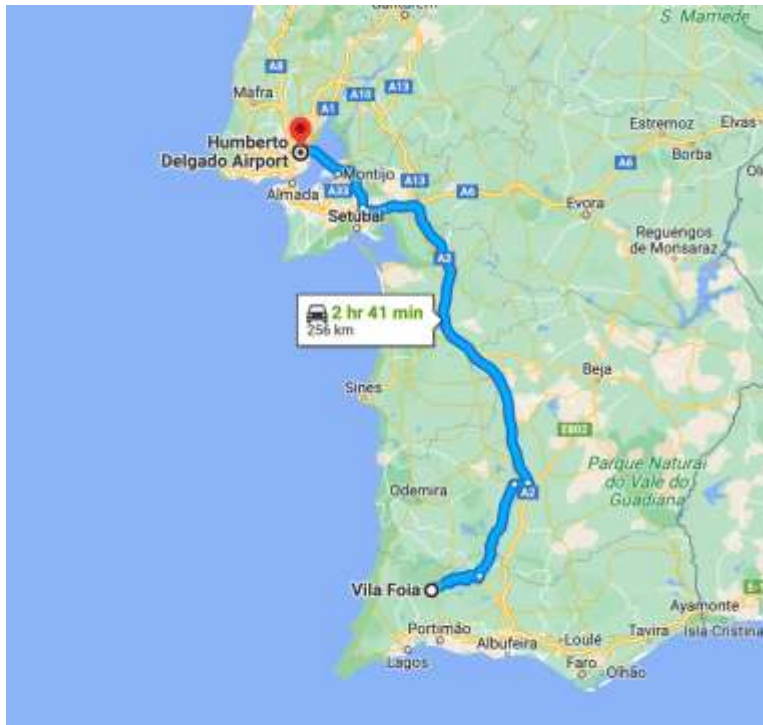 Santarem
S. Mamede
A8
A1
A10
A13
Mafra
Estremoz
Elvas
Humberto
Delgado Airport
Borba
A6
Montijo
A13
Almada
A33
A6
Evora
Setubal
Reguengos
de Monsaraz
A2
2 hr 41 min
256 km
Beja
Sines
E802
Parque Natural
do Vale do
Guadiana
Odemira
A2
Vila Foia
Ayamonte
Portimão
Albufeira
Loulé
Tavira
Isla Cristina
Lagos
Faro
Olhão